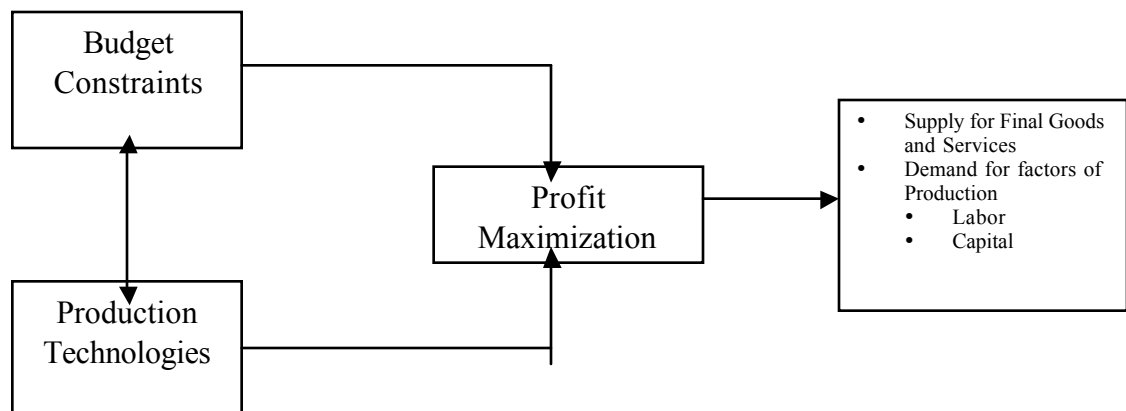 Budget
Constraints
Production
Technologies
Profit
Maximization
• Supply for Final Goods
and Services
• Demand for factors of
Production
• Labor
• Capital